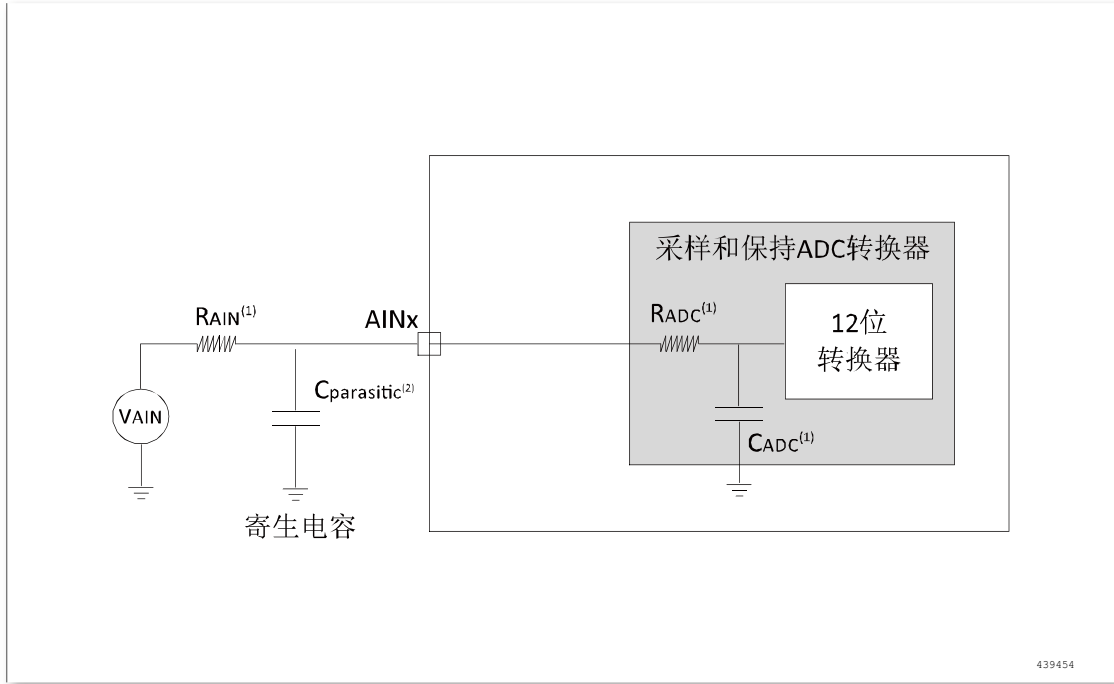 采样和保持ADC转换器
RAIN(1)
AINx
RADC(1)
12位
转换器
Cparasitic(2)
VAIN
CADC(1)
寄生电容
439454